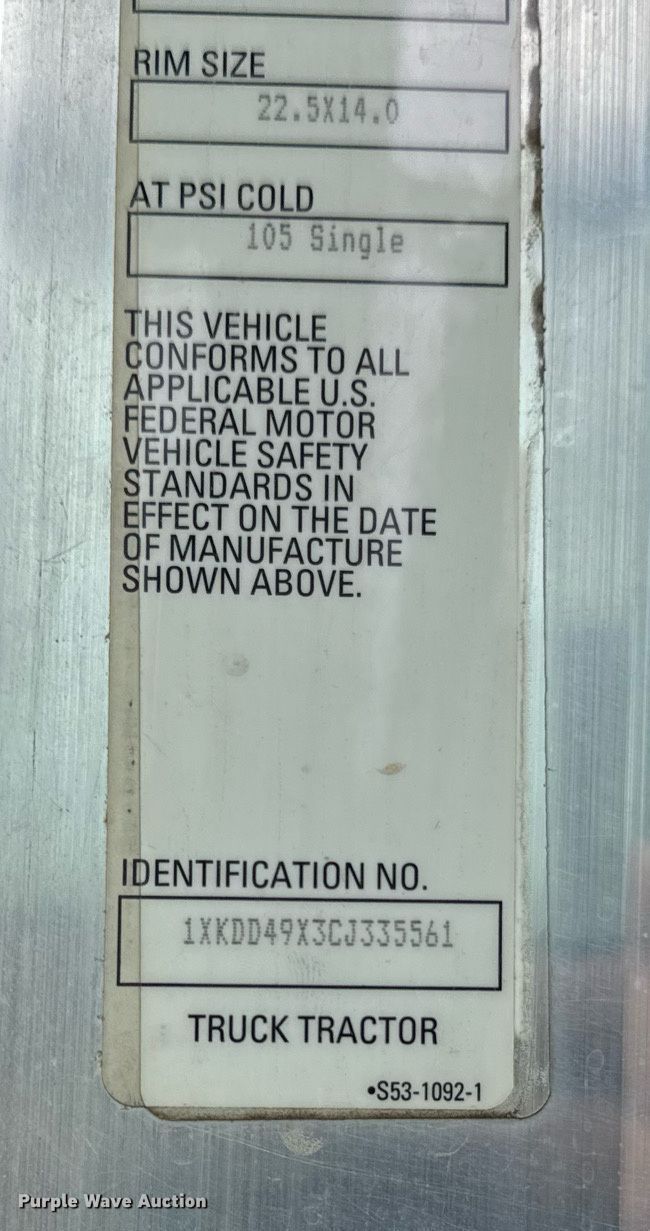 RIM SIZE
22.5X14.0
AT PSI COLD
105 Single
THIS VEHICLE
CONFORMS TO ALL
APPLICABLE U.S.
FEDERAL MOTOR
VEHICLE SAFETY
STANDARDS IN
EFFECT ON THE DATE
OF MANUFACTURE
SHOWN ABOVE.
IDENTIFICATION NO.
1XKDD49X3CJ335561
TRUCK TRACTOR
•S53-1092-1
Purple Wave Auction